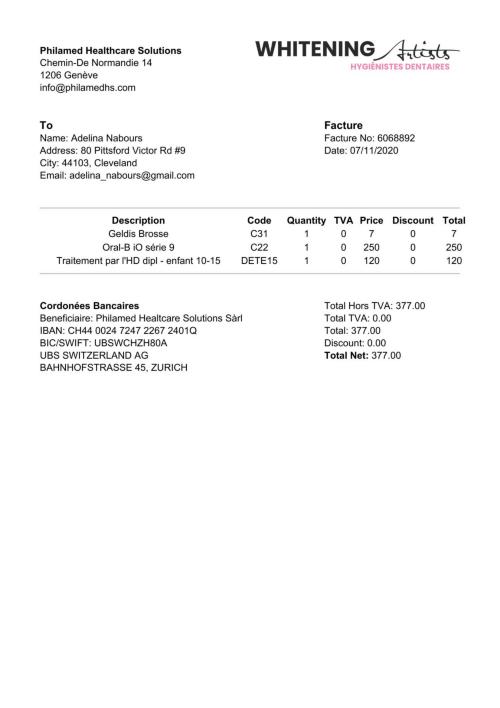 Philamed Healthcare Solutions
Chemin-De Normandie 14
1206 Genève
info@philamedhs.com
WHITENING Artists
HYGIÉNISTES DENTAIRES
To
Name: Adelina Nabours
Address: 80 Pittsford Victor Rd #9
City: 44103, Cleveland
Email: adelina_nabours@gmail.com
Facture
Facture No: 6068892
Date: 07/11/2020
Description Code Quantity TVA Price Discount Total
Geldis Brosse C31 1 0 7 0 7
Oral-B iO série 9 C22 1 0 250 0 250
Traitement par l'HD dipl - enfant 10-15 DETE15 1 0 120 0 120
Cordonées Bancaires
Beneficiaire: Philamed Healtcare Solutions Sàrl
IBAN: CH44 0024 7247 2267 2401Q
BIC/SWIFT: UBSWCHZH80A
UBS SWITZERLAND AG
BAHNHOFSTRASSE 45, ZURICH
Total Hors TVA: 377.00
Total TVA: 0.00
Total: 377.00
Discount: 0.00
Total Net: 377.00